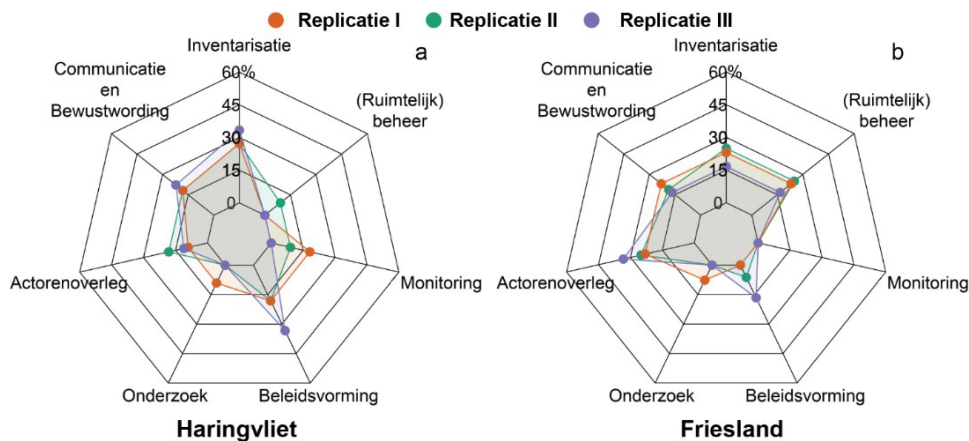 Replicatie I Replicatie II Replicatie III
a
Inventarisatie
Communicatie
en
Bewustwording
(Ruimtelijk)
beheer
60%
45
30
15
0
Actorenoverleg
Monitoring
Onderzoek
Beleidsvorming
Haringvliet
b
Inventarisatie
Communicatie
en
Bewustwording
(Ruimtelijk)
beheer
60%
45
30
15
0
Actorenoverleg
Monitoring
Onderzoek
Beleidsvorming
Friesland